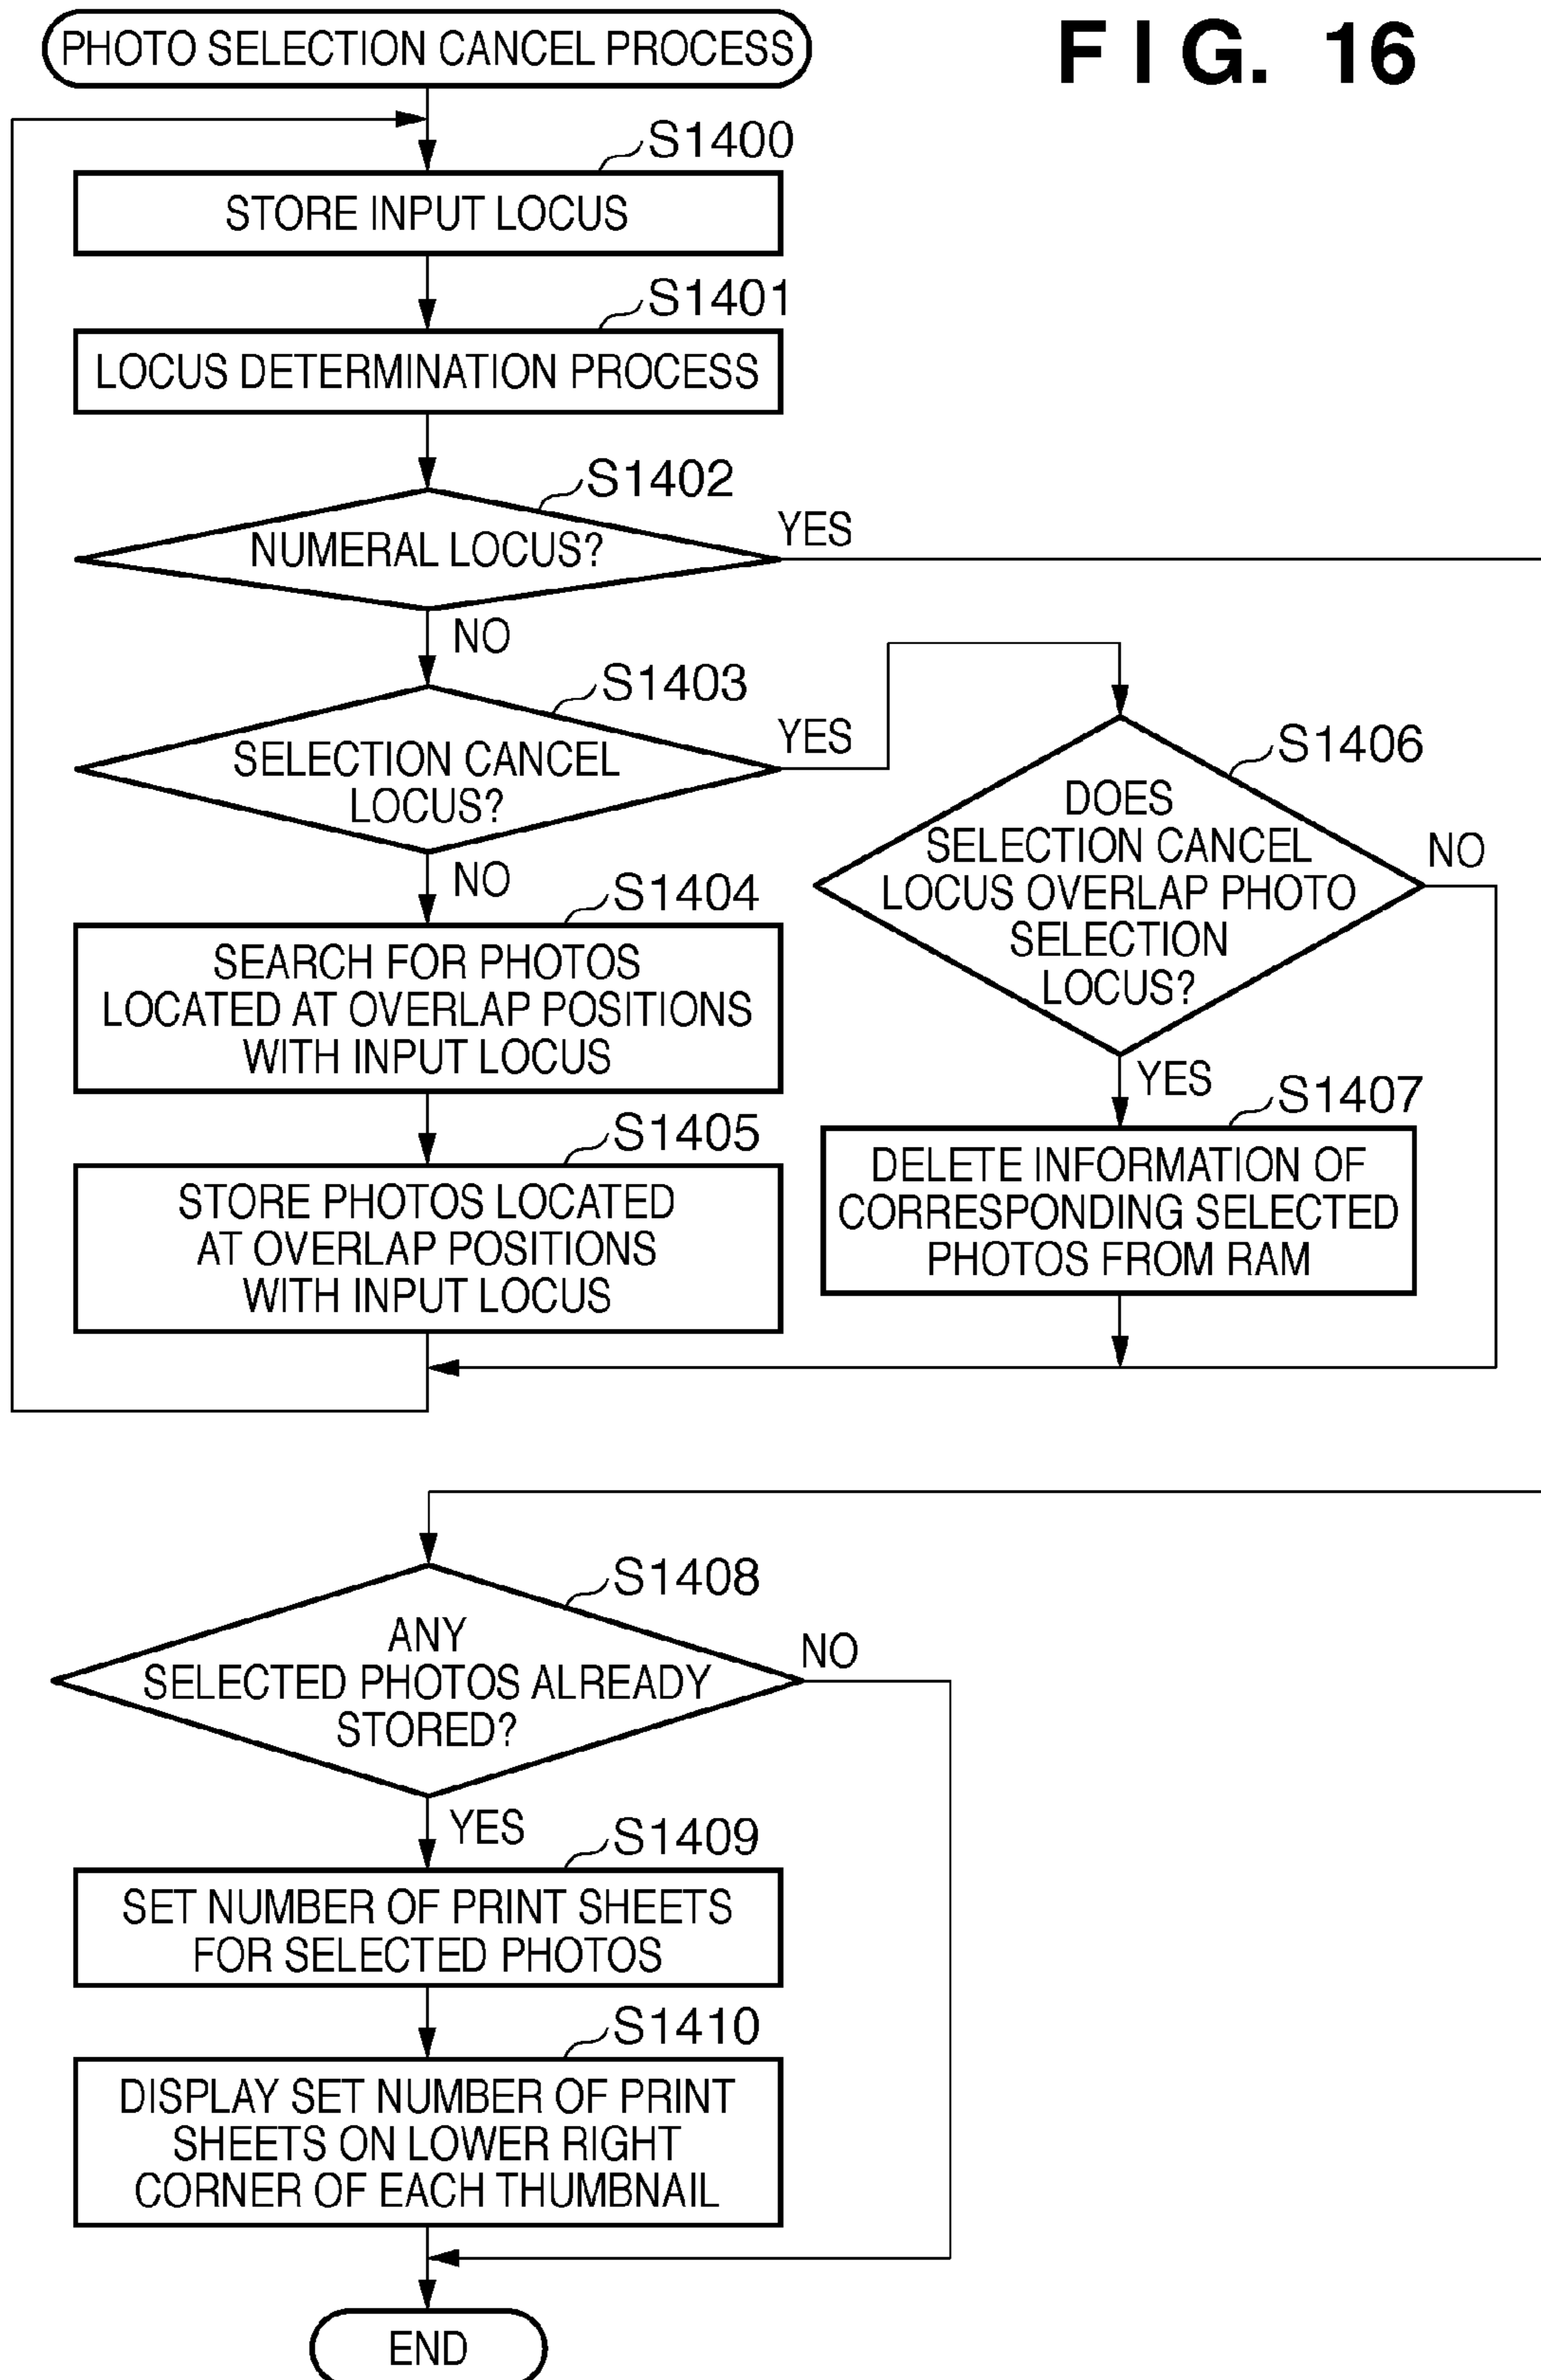 PHOTO SELECTION CANCEL PROCESS
FIG. 16
S1400
STORE INPUT LOCUS
S1401
LOCUS DETERMINATION PROCESS
S1402
NUMERAL LOCUS?
YES
NO
S1403
SELECTION CANCEL
LOCUS?
YES
NO
S1404
SEARCH FOR PHOTOS
LOCATED AT OVERLAP POSITIONS
WITH INPUT LOCUS
S1405
STORE PHOTOS LOCATED
AT OVERLAP POSITIONS
WITH INPUT LOCUS
S1406
DOES
SELECTION CANCEL
LOCUS OVERLAP PHOTO
SELECTION
LOCUS?
NO
YES
S1407
DELETE INFORMATION OF
CORRESPONDING SELECTED
PHOTOS FROM RAM
S1408
ANY
SELECTED PHOTOS ALREADY
STORED?
NO
YES
S1409
SET NUMBER OF PRINT SHEETS
FOR SELECTED PHOTOS
S1410
DISPLAY SET NUMBER OF PRINT
SHEETS ON LOWER RIGHT
CORNER OF EACH THUMBNAIL
END